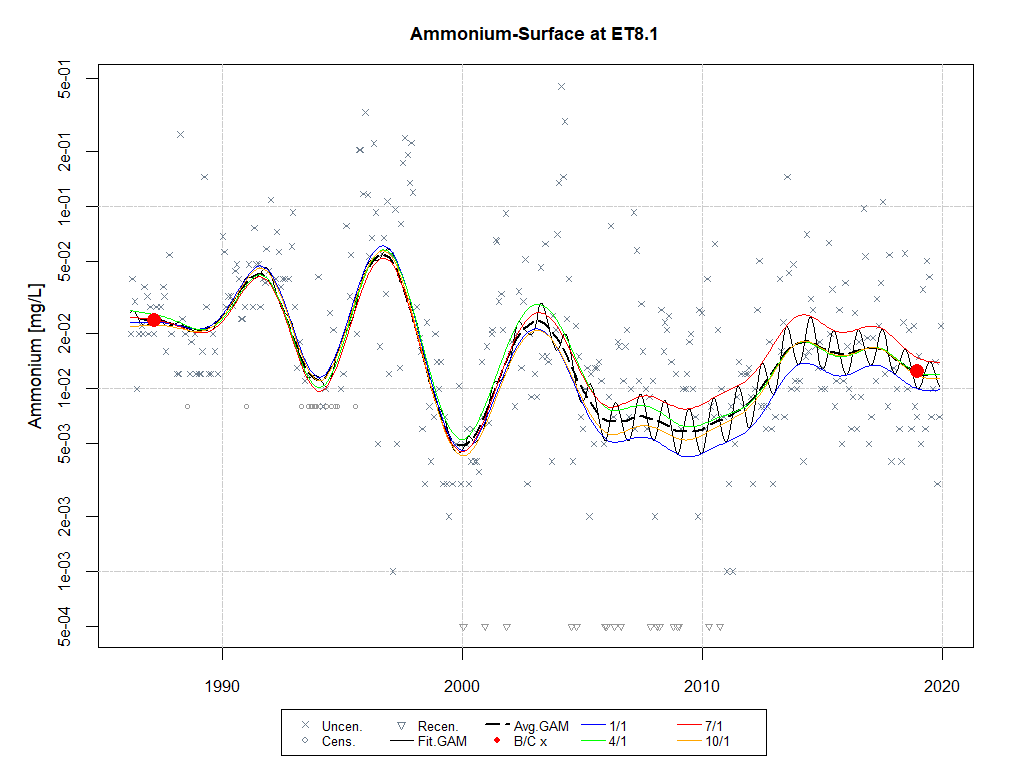 Ammonium-Surface at ET8.1
Ammonium [mg/L]
5e-01
2e-01
1e-01
5e-02
2e-02
1e-02
5e-03
2e-03
1e-03
5e-04
1990 2000 2010 2020
Uncen. Recen. Avg.GAM 1/1 7/1
Cens. Fit.GAM B/C x 4/1 10/1